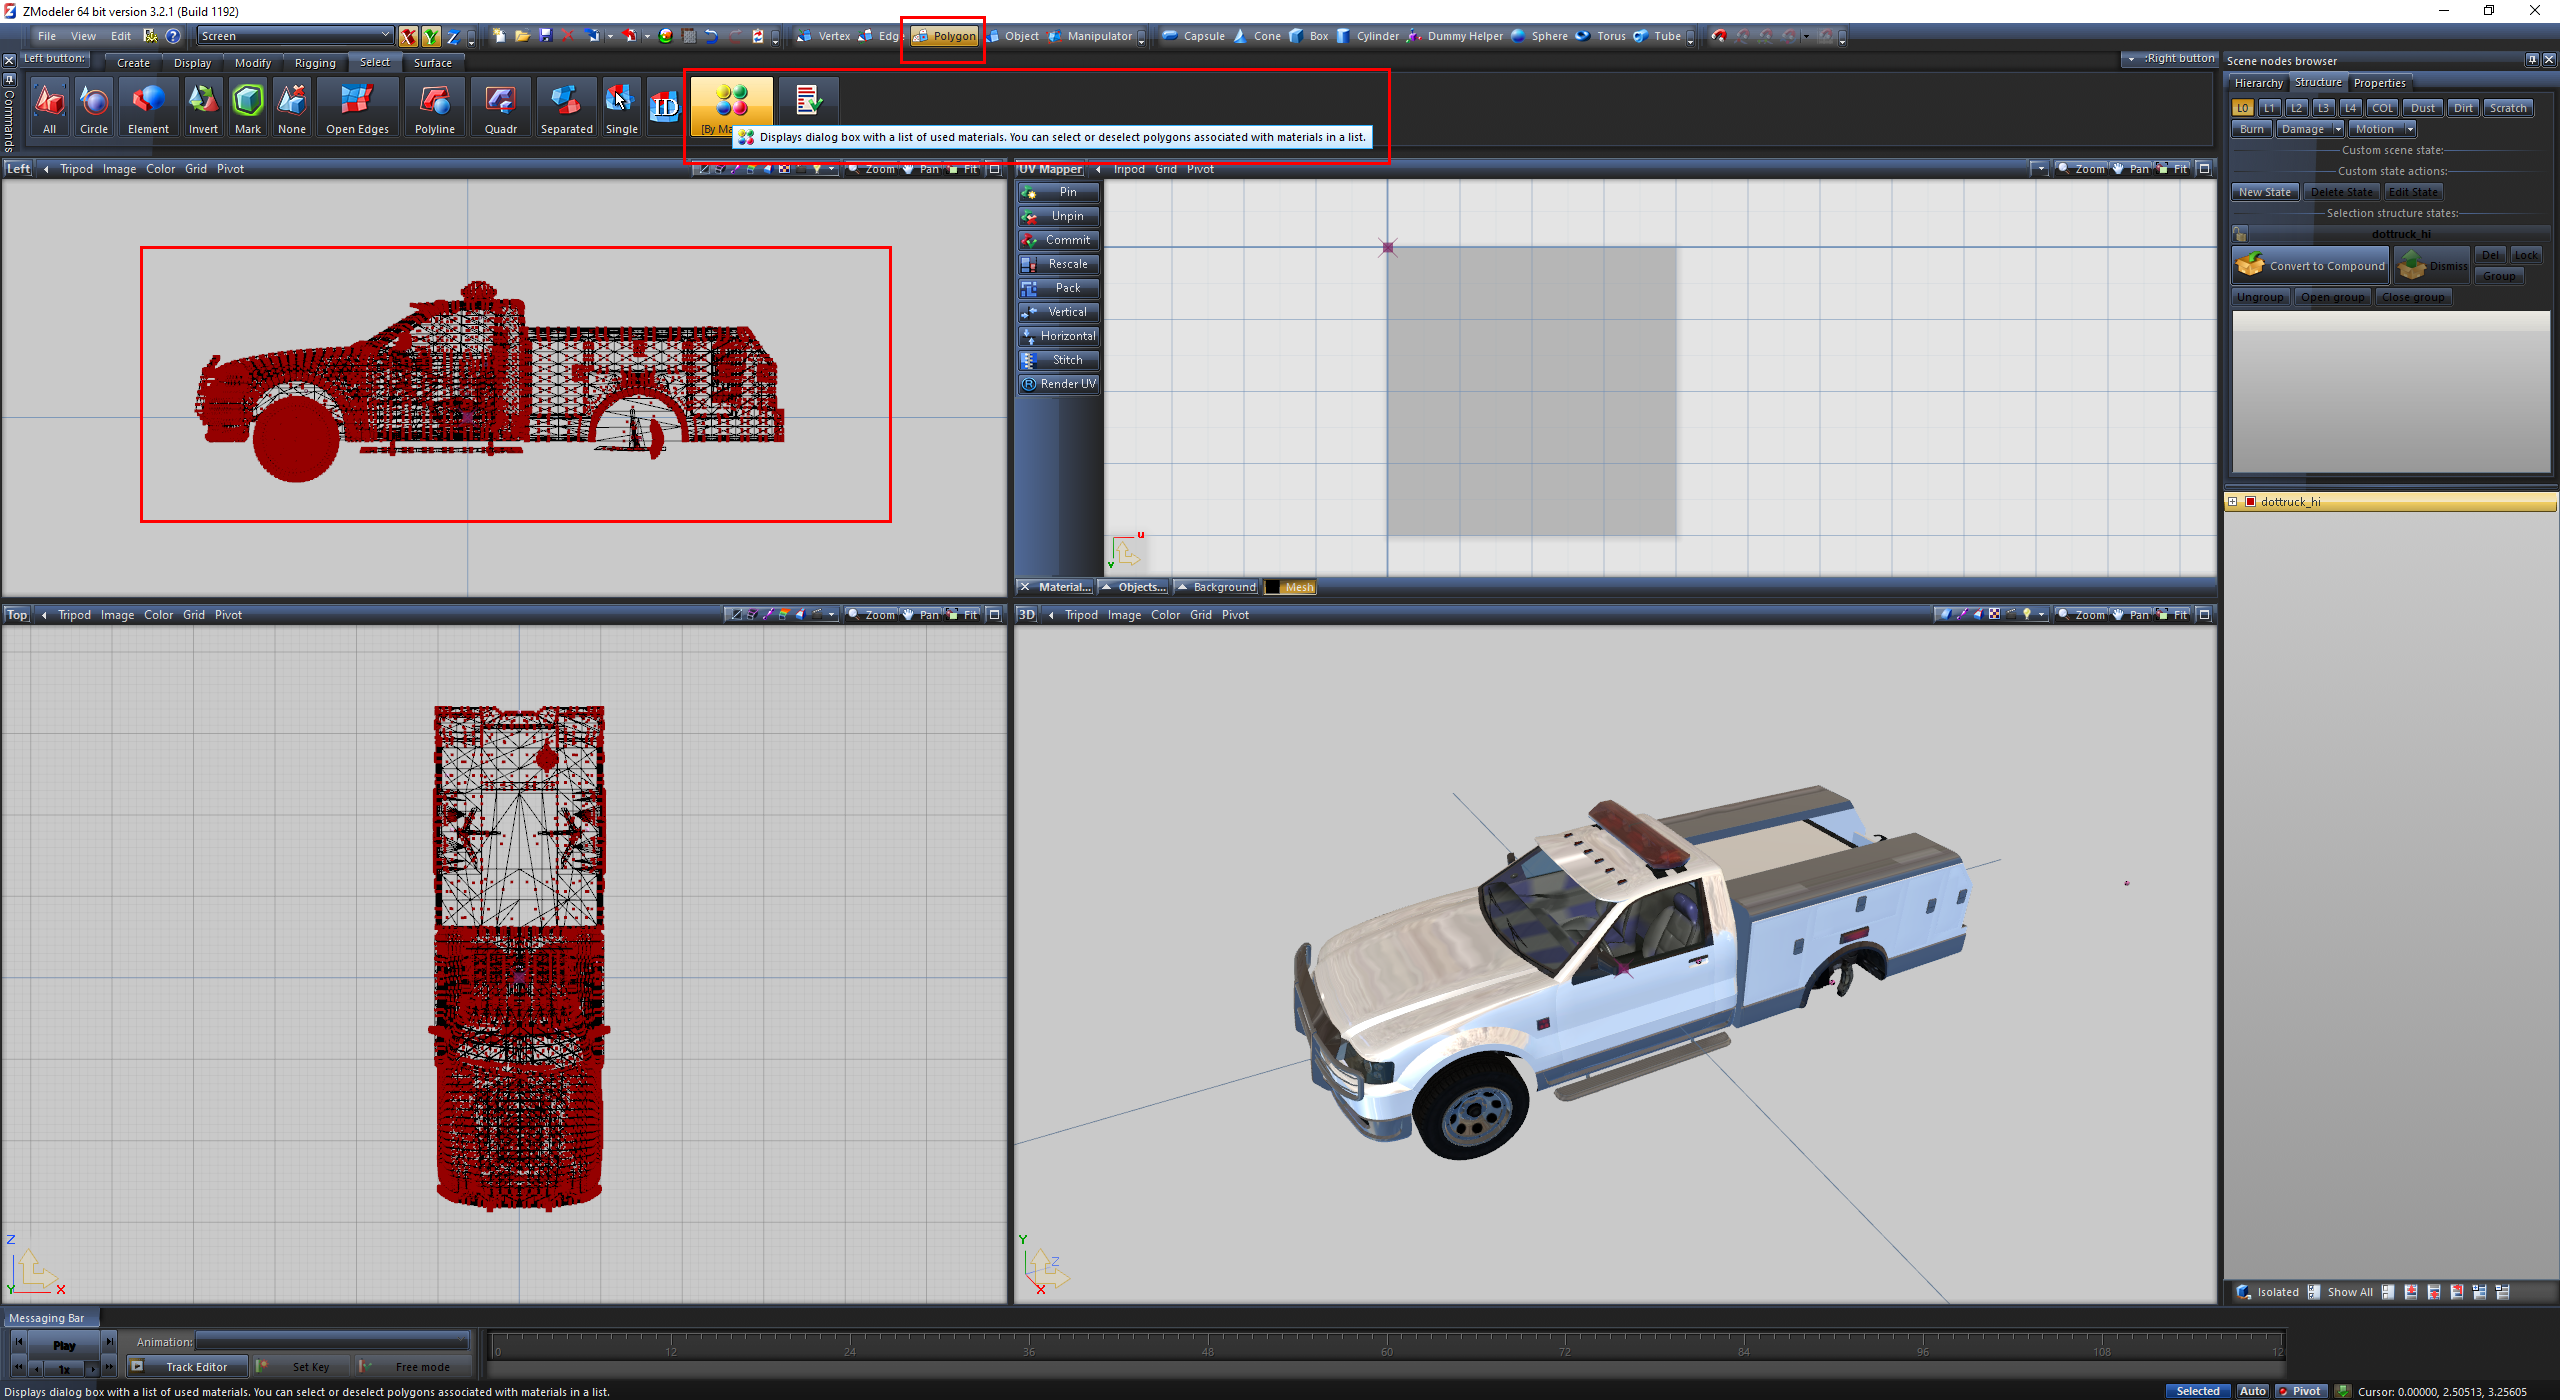 ZModeler 64 bit version 3.2.1 (Build 1192)
File View Edit Screen X Y Z Vertex Edge Polygon Object Manipulator Capsule Cone Box Cylinder Dummy Helper Sphere Torus Tube
Left button: Create Display Modify Rigging Select Surface :Right button
Commands
All Circle Element Invert Mark None Open Edges Polyline Quadr Separated Single ID [By Ma
Displays dialog box with a list of used materials. You can select or deselect polygons associated with materials in a list.
Left Tripod Image Color Grid Pivot Zoom Pan Fit
UV Mapper Tripod Grid Pivot Zoom Pan Fit
Pin
Unpin
Commit
Rescale
Pack
Vertical
Horizontal
Stitch
Render UV
u
v
Material... Objects... Background Mesh
Top Tripod Image Color Grid Pivot Zoom Pan Fit
Z
Y X
3D Tripod Image Color Grid Pivot Zoom Pan Fit
Y
Z
X
Scene nodes browser
Hierarchy Structure Properties
L0 L1 L2 L3 L4 COL Dust Dirt Scratch
Burn Damage Motion
Custom scene state:
Custom state actions:
New State Delete State Edit State
Selection structure states:
dottruck_hi
Convert to Compound Dismiss Del Lock
Group
Ungroup Open group Close group
dottruck_hi
Isolated Show All
Messaging Bar
Play Animation:
1x Track Editor Set Key Free mode
0 12 24 36 48 60 72 84 96 108 12
Displays dialog box with a list of used materials. You can select or deselect polygons associated with materials in a list.
Selected Auto Pivot Cursor: 0.00000, 2.50513, 3.25605